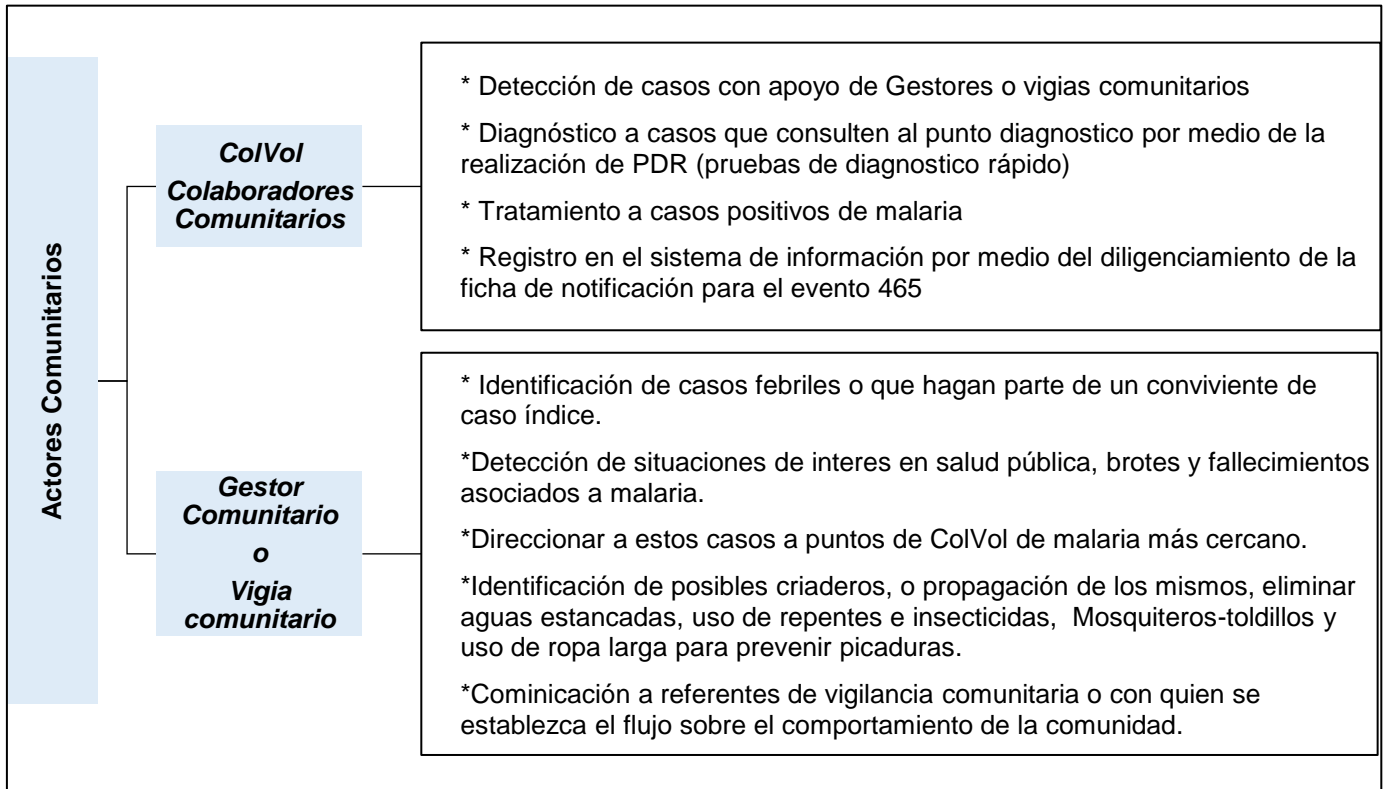 Actores Comunitarios
ColVol
Colaboradores
Comunitarios
* Detección de casos con apoyo de Gestores o vigias comunitarios
* Diagnóstico a casos que consulten al punto diagnostico por medio de la
realización de PDR (pruebas de diagnostico rápido)
* Tratamiento a casos positivos de malaria
* Registro en el sistema de información por medio del diligenciamiento de la
ficha de notificación para el evento 465
Gestor
Comunitario
o
Vigia
comunitario
* Identificación de casos febriles o que hagan parte de un conviviente de
caso índice.
*Detección de situaciones de interes en salud pública, brotes y fallecimientos
asociados a malaria.
*Direccionar a estos casos a puntos de ColVol de malaria más cercano.
*Identificación de posibles criaderos, o propagación de los mismos, eliminar
aguas estancadas, uso de repentes e insecticidas, Mosquiteros-toldillos y
uso de ropa larga para prevenir picaduras.
*Cominicación a referentes de vigilancia comunitaria o con quien se
establezca el flujo sobre el comportamiento de la comunidad.